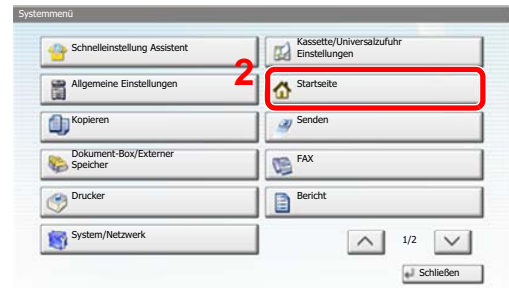 Systemmenü
Schnelleinstellung Assistent
Kassette/Universalzufuhr
Einstellungen
Allgemeine Einstellungen
2
Startseite
Kopieren
Senden
Dokument-Box/Externer
Speicher
FAX
Drucker
Bericht
System/Netzwerk
1/2
Schließen